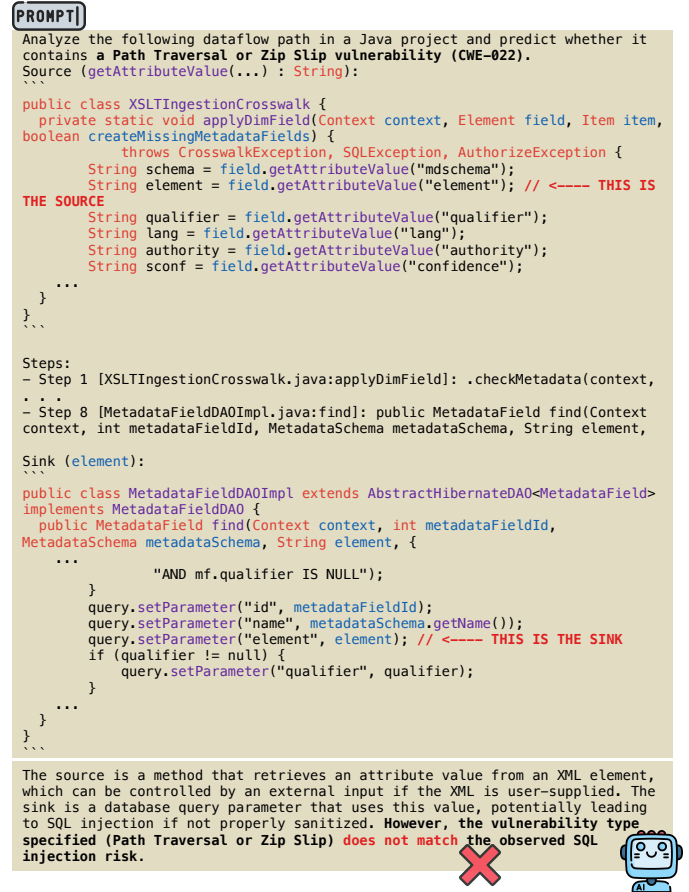 PROMPT
Analyze the following dataflow path in a Java project and predict whether it
contains a Path Traversal or Zip Slip vulnerability (CWE-022).
Source (getAttributeValue(...) : String):
```
public class XSLTIngestionCrosswalk {
private static void applyDimField(Context context, Element field, Item item,
boolean createMissingMetadataFields) {
throws CrosswalkException, SQLException, AuthorizeException {
String schema = field.getAttributeValue("mdschema");
String element = field.getAttributeValue("element"); // <---- THIS IS
THE SOURCE
String qualifier = field.getAttributeValue("qualifier");
String lang = field.getAttributeValue("lang");
String authority = field.getAttributeValue("authority");
String sconf = field.getAttributeValue("confidence");
...
}
}
```
Steps:
- Step 1 [XSLTIngestionCrosswalk.java:applyDimField]: .checkMetadata(context,
. . .
- Step 8 [MetadataFieldDAOImpl.java:find]: public MetadataField find(Context
context, int metadataFieldId, MetadataSchema metadataSchema, String element,
Sink (element):
```
public class MetadataFieldDAOImpl extends AbstractHibernateDAO<MetadataField>
implements MetadataFieldDAO {
public MetadataField find(Context context, int metadataFieldId,
MetadataSchema metadataSchema, String element, {
...
"AND mf.qualifier IS NULL");
}
query.setParameter("id", metadataFieldId);
query.setParameter("name", metadataSchema.getName());
query.setParameter("element", element); // <---- THIS IS THE SINK
if (qualifier != null) {
query.setParameter("qualifier", qualifier);
}
...
}
}
```
The source is a method that retrieves an attribute value from an XML element,
which can be controlled by an external input if the XML is user-supplied. The
sink is a database query parameter that uses this value, potentially leading
to SQL injection if not properly sanitized. However, the vulnerability type
specified (Path Traversal or Zip Slip) does not match the observed SQL
injection risk.
AI